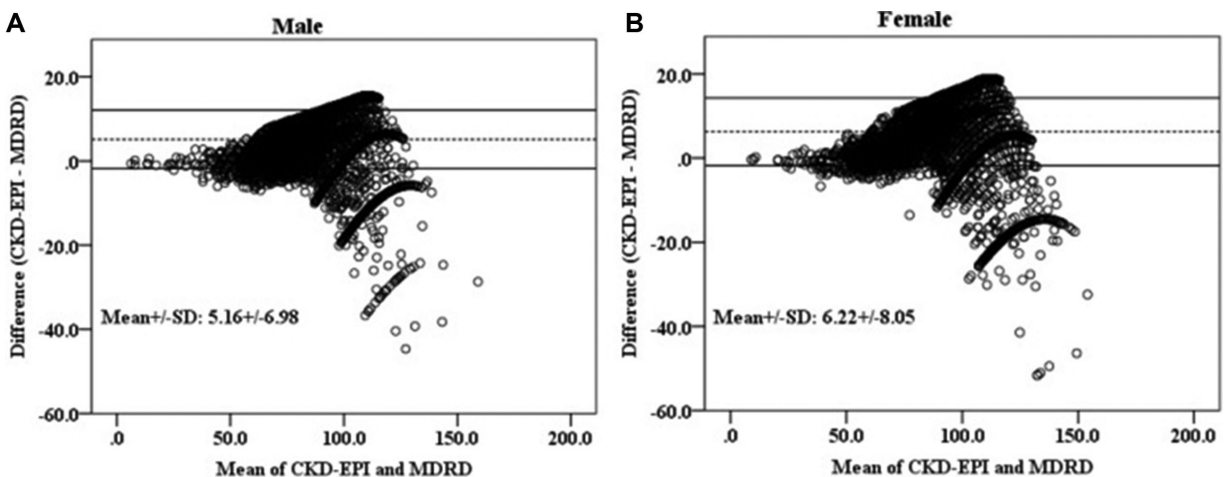 A
Male
Difference (CKD-EPI - MDRD)
20.0
.0
-20.0
-40.0
-60.0
Mean+/-SD: 5.16+/-6.98
.0 50.0 100.0 150.0 200.0
Mean of CKD-EPI and MDRD
B
Female
Difference (CKD-EPI - MDRD)
20.0
.0
-20.0
-40.0
-60.0
Mean+/-SD: 6.22+/-8.05
.0 50.0 100.0 150.0 200.0
Mean of CKD-EPI and MDRD